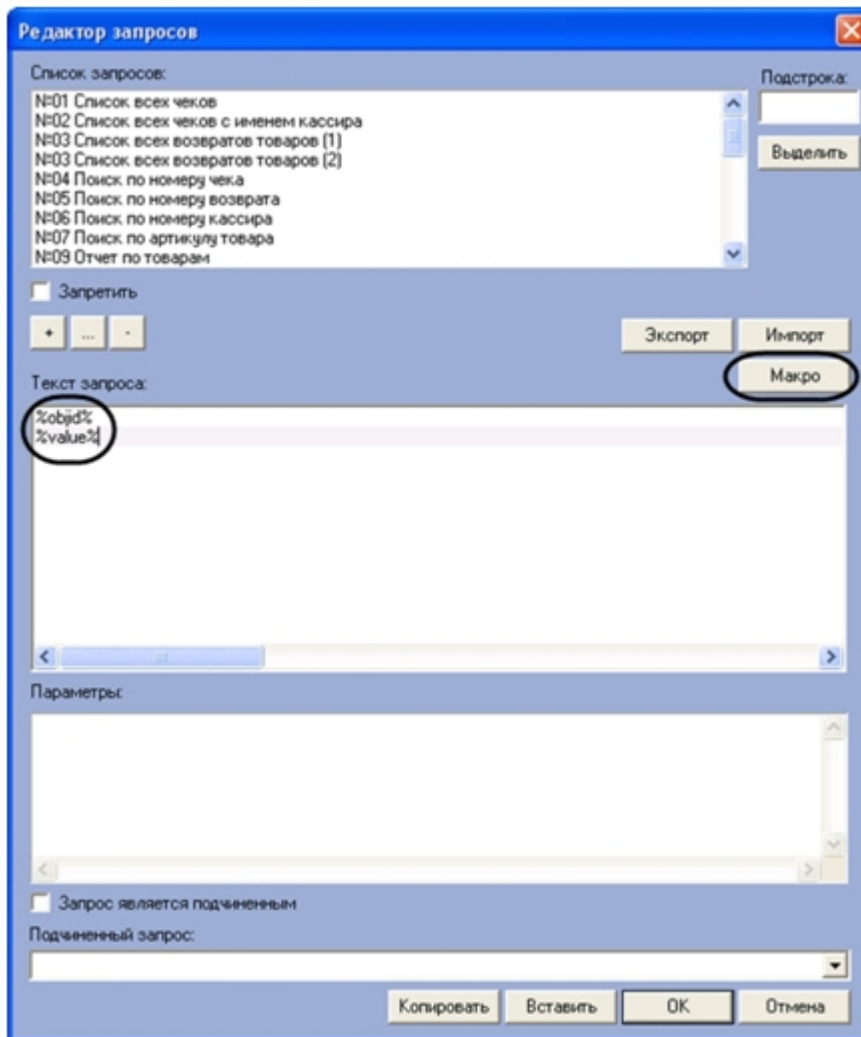 Редактор запросов
Список запросов:
Подстрока:
№01 Список всех чеков
№02 Список всех чеков с именем кассира
№03 Список всех возвратов товаров (1)
№03 Список всех возвратов товаров (2)
№04 Поиск по номеру чека
№05 Поиск по номеру возврата
№06 Поиск по номеру кассира
№07 Поиск по артикулу товара
№09 Отчет по товарам
Выделить
Запретить
+ ... -
Экспорт Импорт
Макро
Текст запроса:
%objid%
%value%
Параметры:
Запрос является подчиненным
Подчиненный запрос:
Копировать Вставить OK Отмена